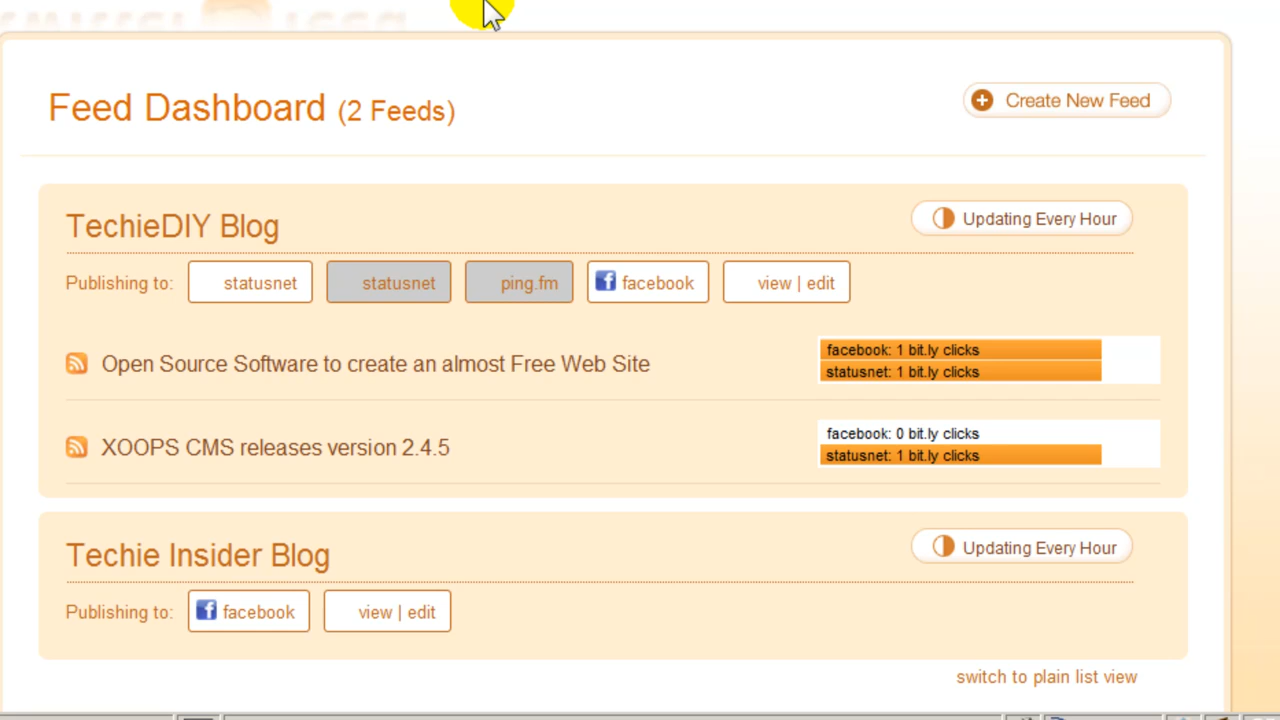 Feed Dashboard (2 Feeds)
Create New Feed
TechieDIY Blog
Updating Every Hour
Publishing to: statusnet statusnet ping.fm facebook view | edit
Open Source Software to create an almost Free Web Site
facebook: 1 bit.ly clicks
statusnet: 1 bit.ly clicks
XOOPS CMS releases version 2.4.5
facebook: 0 bit.ly clicks
statusnet: 1 bit.ly clicks
Techie Insider Blog
Updating Every Hour
Publishing to: facebook view | edit
switch to plain list view